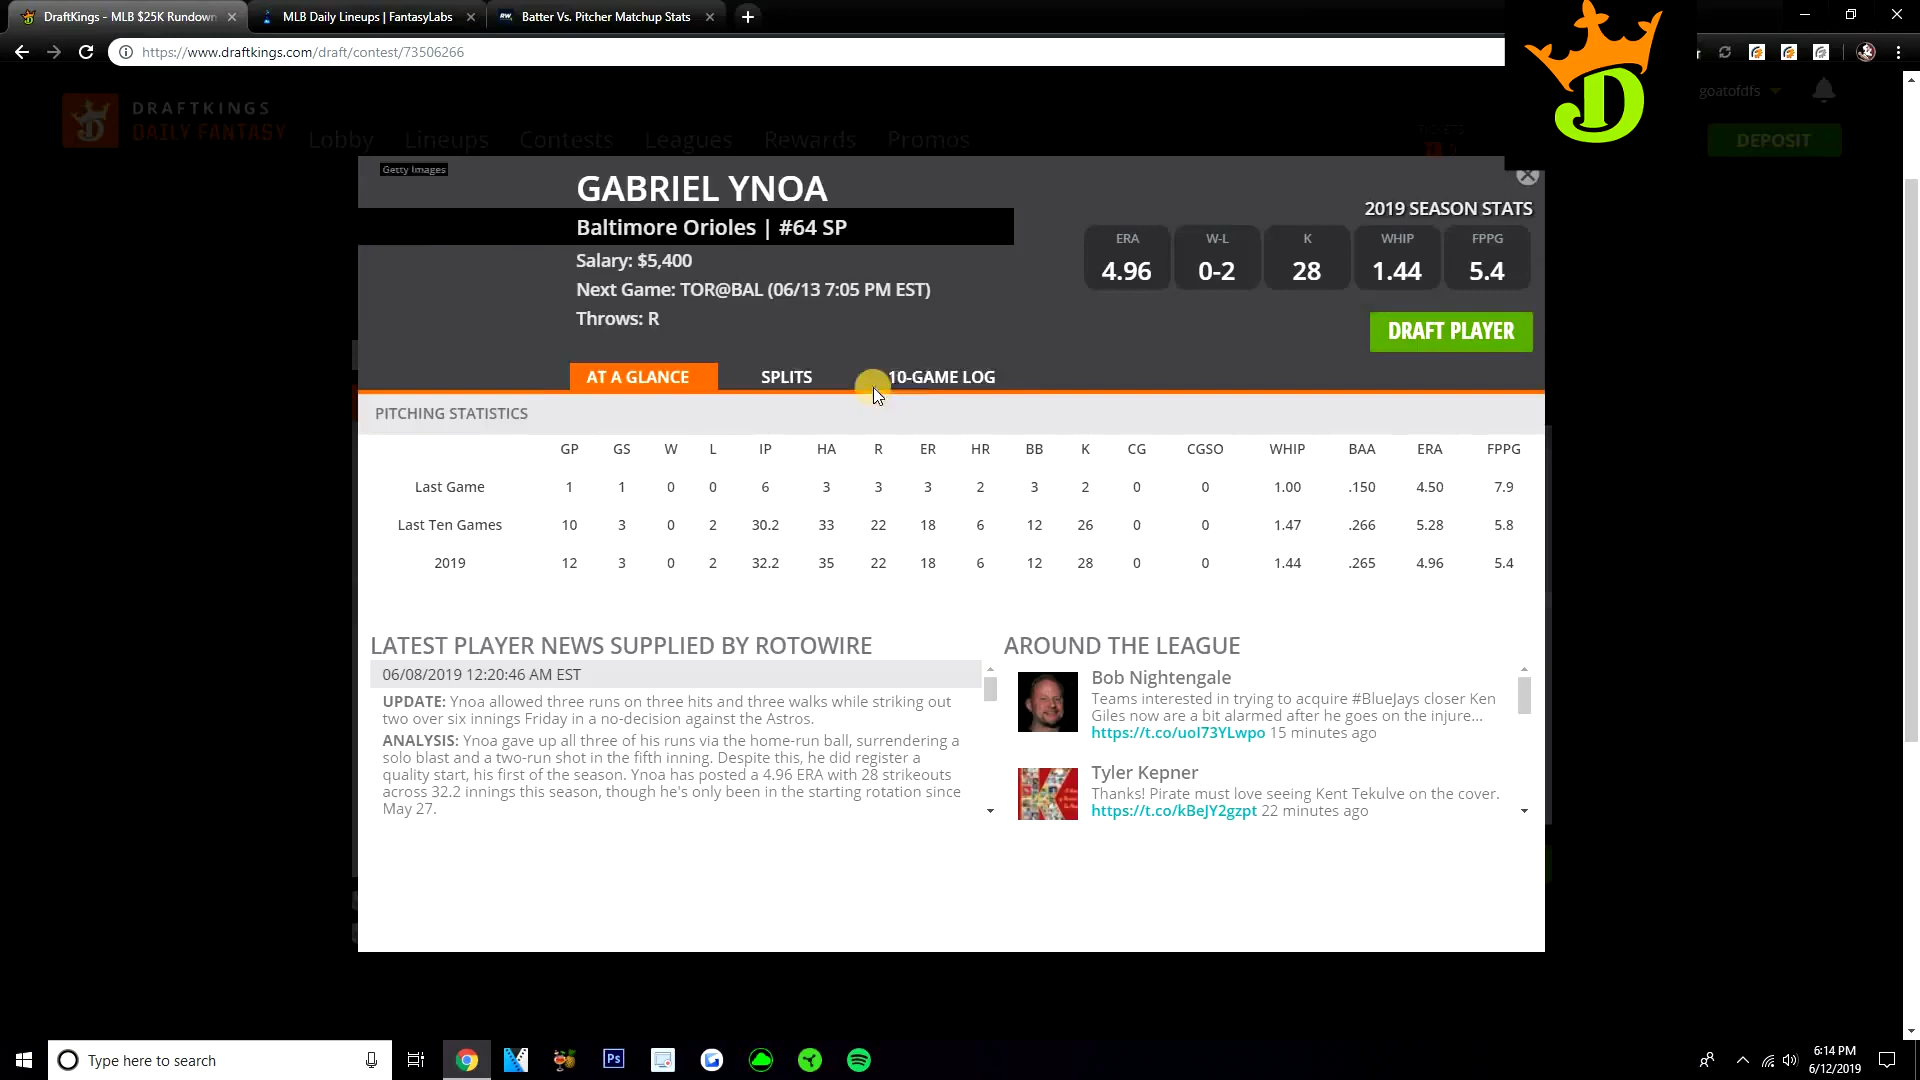 DraftKings - MLB $25K Rundown
MLB Daily Lineups | FantasyLabs
Batter Vs. Pitcher Matchup Stats
https://www.draftkings.com/draft/contest/73506266
DRAFTKINGS
DAILY FANTASY
Lobby Lineups Contests Leagues Rewards Promos
goatofdfs
DEPOSIT
Getty Images
GABRIEL YNOA
Baltimore Orioles | #64 SP
Salary: $5,400
Next Game: TOR@BAL (06/13 7:05 PM EST)
Throws: R
2019 SEASON STATS
ERA W-L K WHIP FPPG
4.96 0-2 28 1.44 5.4
DRAFT PLAYER
AT A GLANCE SPLITS 10-GAME LOG
PITCHING STATISTICS
GP GS W L IP HA R ER HR BB K CG CGSO WHIP BAA ERA FPPG
Last Game 1 1 0 0 6 3 3 3 2 3 2 0 0 1.00 .150 4.50 7.9
Last Ten Games 10 3 0 2 30.2 33 22 18 6 12 26 0 0 1.47 .266 5.28 5.8
2019 12 3 0 2 32.2 35 22 18 6 12 28 0 0 1.44 .265 4.96 5.4
LATEST PLAYER NEWS SUPPLIED BY ROTOWIRE
06/08/2019 12:20:46 AM EST
UPDATE: Ynoa allowed three runs on three hits and three walks while striking out
two over six innings Friday in a no-decision against the Astros.
ANALYSIS: Ynoa gave up all three of his runs via the home-run ball, surrendering a
solo blast and a two-run shot in the fifth inning. Despite this, he did register a
quality start, his first of the season. Ynoa has posted a 4.96 ERA with 28 strikeouts
across 32.2 innings this season, though he's only been in the starting rotation since
May 27.
AROUND THE LEAGUE
Bob Nightengale
Teams interested in trying to acquire #BlueJays closer Ken
Giles now are a bit alarmed after he goes on the injure...
https://t.co/uol73YLwpo 15 minutes ago
Tyler Kepner
Thanks! Pirate must love seeing Kent Tekulve on the cover.
https://t.co/kBeJY2gzpt 22 minutes ago
Type here to search
6:14 PM
6/12/2019